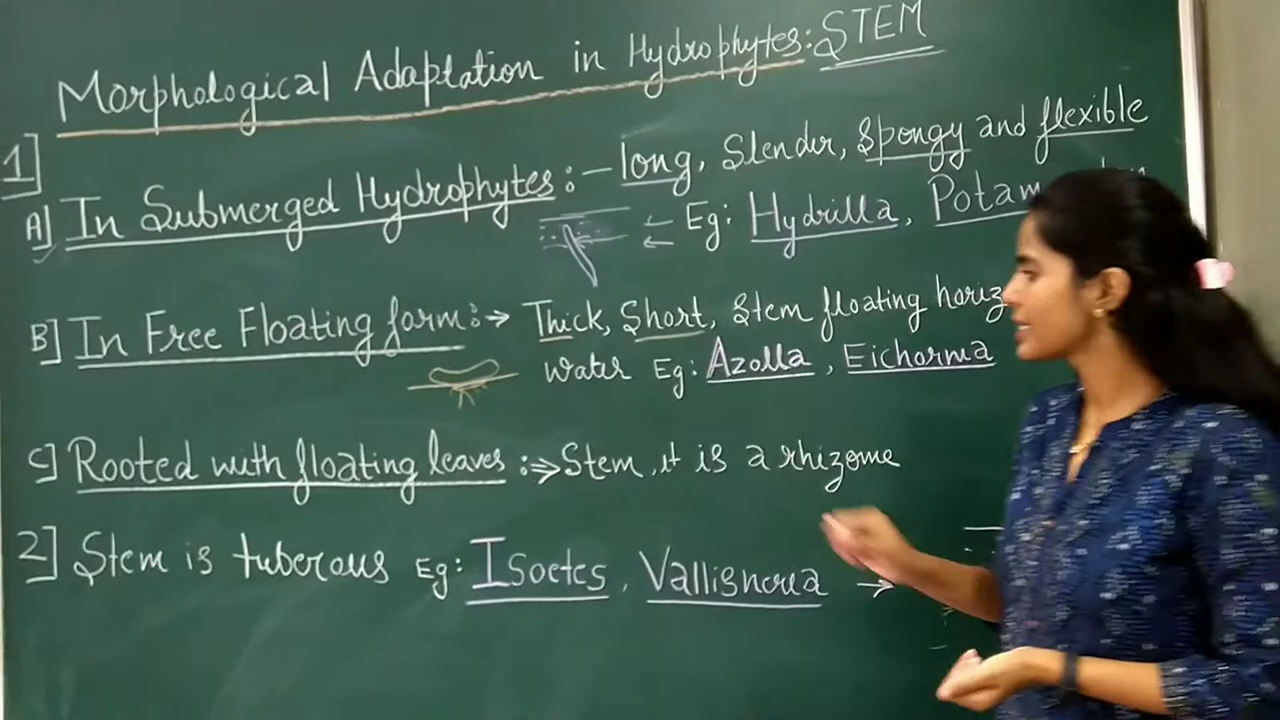 Morphological Adaptation in Hydrophytes: STEM
1]
A] In Submerged Hydrophytes :- long, Slender, Spongy and flexible
← Eg: Hydrilla, Potam
B] In Free Floating form :→ Thick, Short, Stem floating horiz
water Eg: Azolla, Eichornia
C] Rooted with floating leaves :⇒ Stem, it is a rhizome
2] Stem is tuberous Eg: Isoetes, Vallisneria →